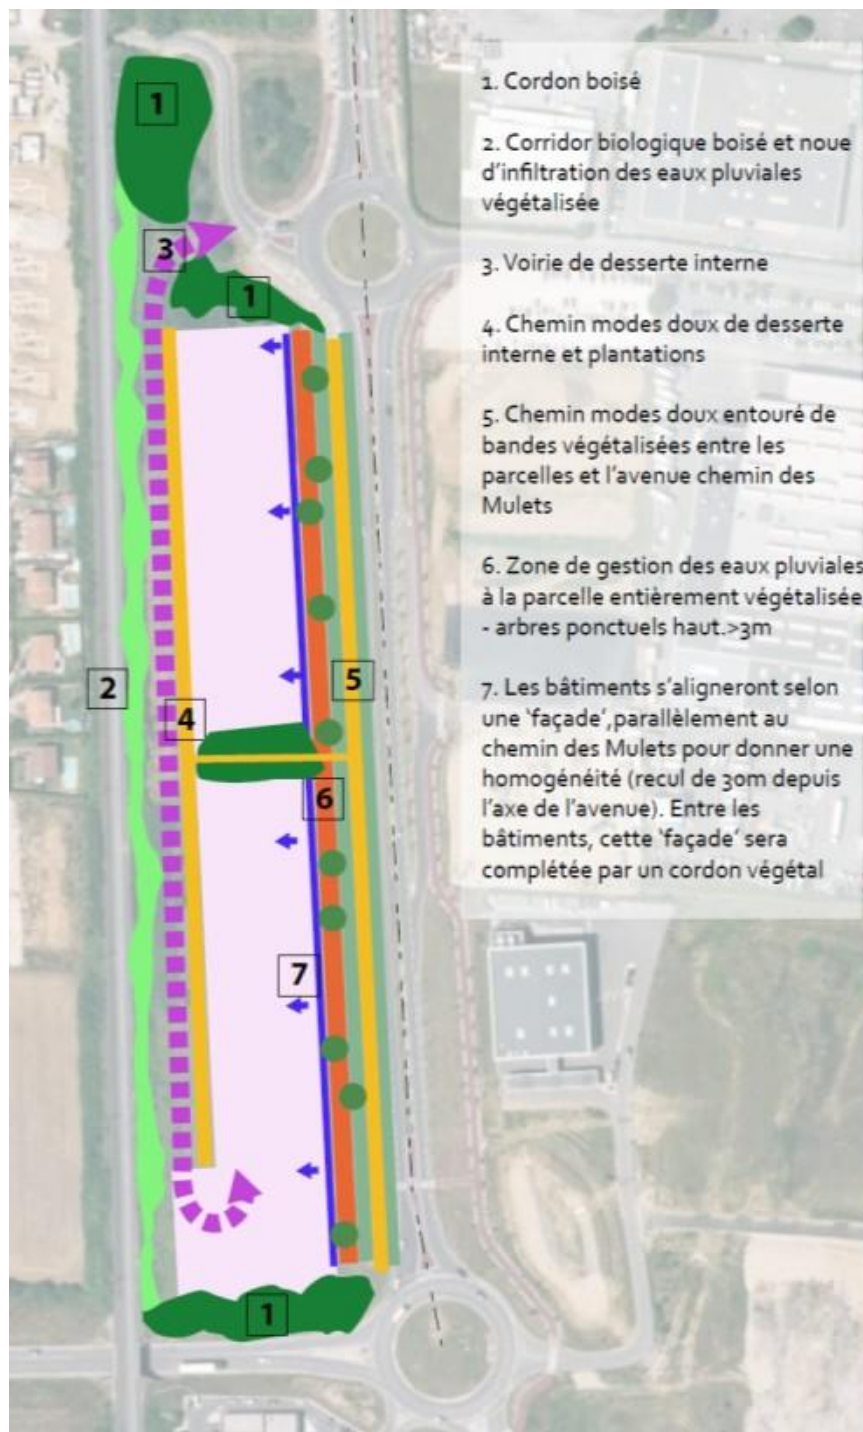 1
3
1
2
4
5
6
7
1
1. Cordon boisé
2. Corridor biologique boisé et noue
d'infiltration des eaux pluviales
végétalisée
3. Voirie de desserte interne
4. Chemin modes doux de desserte
interne et plantations
5. Chemin modes doux entouré de
bandes végétalisées entre les
parcelles et l'avenue chemin des
Mulets
6. Zone de gestion des eaux pluviales
à la parcelle entièrement végétalisée
- arbres ponctuels haut.>3m
7. Les bâtiments s'aligneront selon
une 'façade', parallèlement au
chemin des Mulets pour donner une
homogénéité (recul de 30m depuis
l'axe de l'avenue). Entre les
bâtiments, cette 'façade' sera
complétée par un cordon végétal